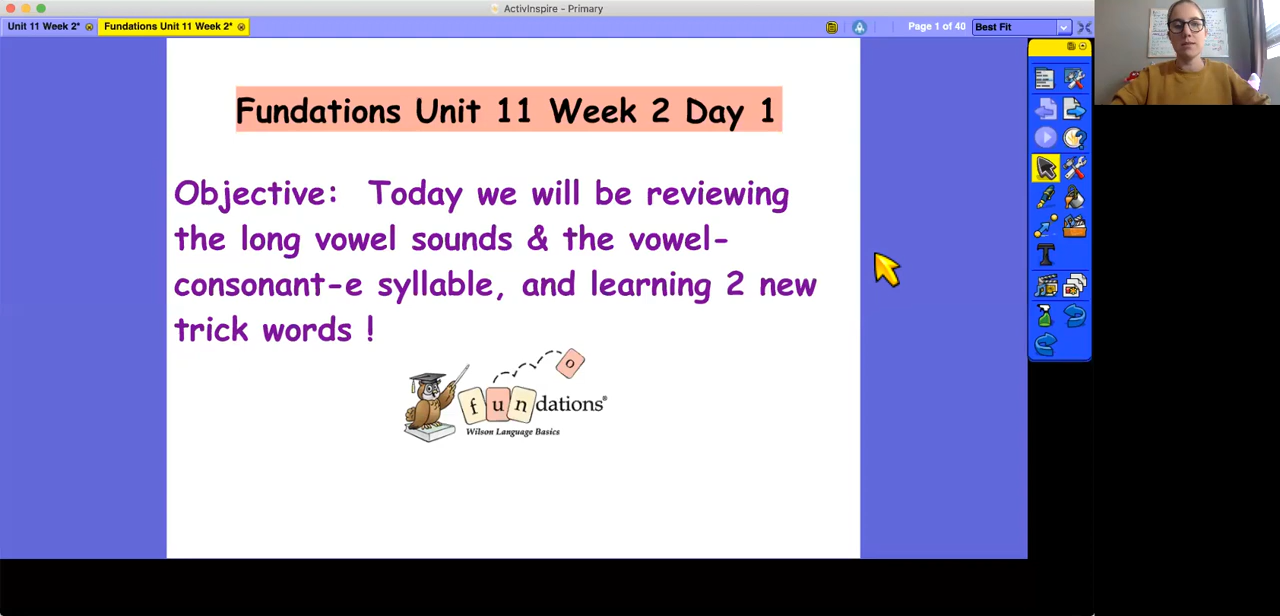 ActivInspire - Primary
Unit 11 Week 2*
Fundations Unit 11 Week 2*
Page 1 of 40
Best Fit
Fundations Unit 11 Week 2 Day 1
Objective: Today we will be reviewing
the long vowel sounds & the vowel-
consonant-e syllable, and learning 2 new
trick words !
o
fundations®
Wilson Language Basics
T